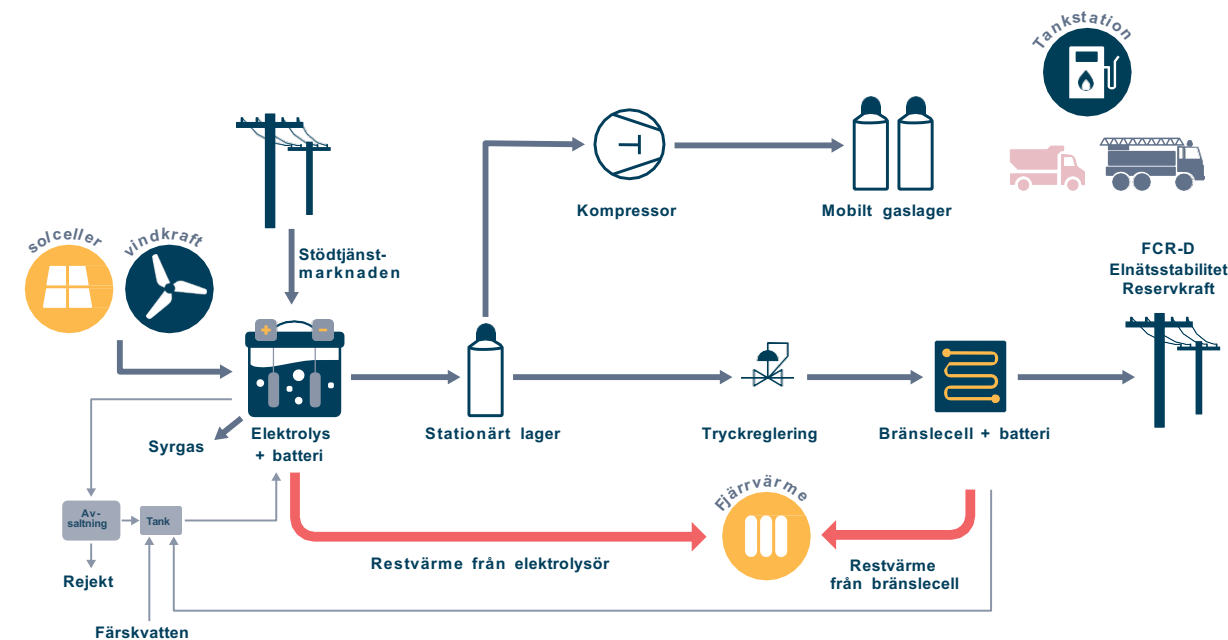 Tankstation
Kompressor
Mobilt gaslager
solceller
vindkraft
Stödtjänst-
marknaden
FCR-D
Elnätsstabilitet
Reservkraft
+
−
Syrgas
Elektrolys
+ batteri
Stationärt lager
Tryckreglering
Bränslecell + batteri
Fjärrvärme
Av-
saltning
Tank
Restvärme från elektrolysör
Restvärme
från bränslecell
Rejekt
Färskvatten